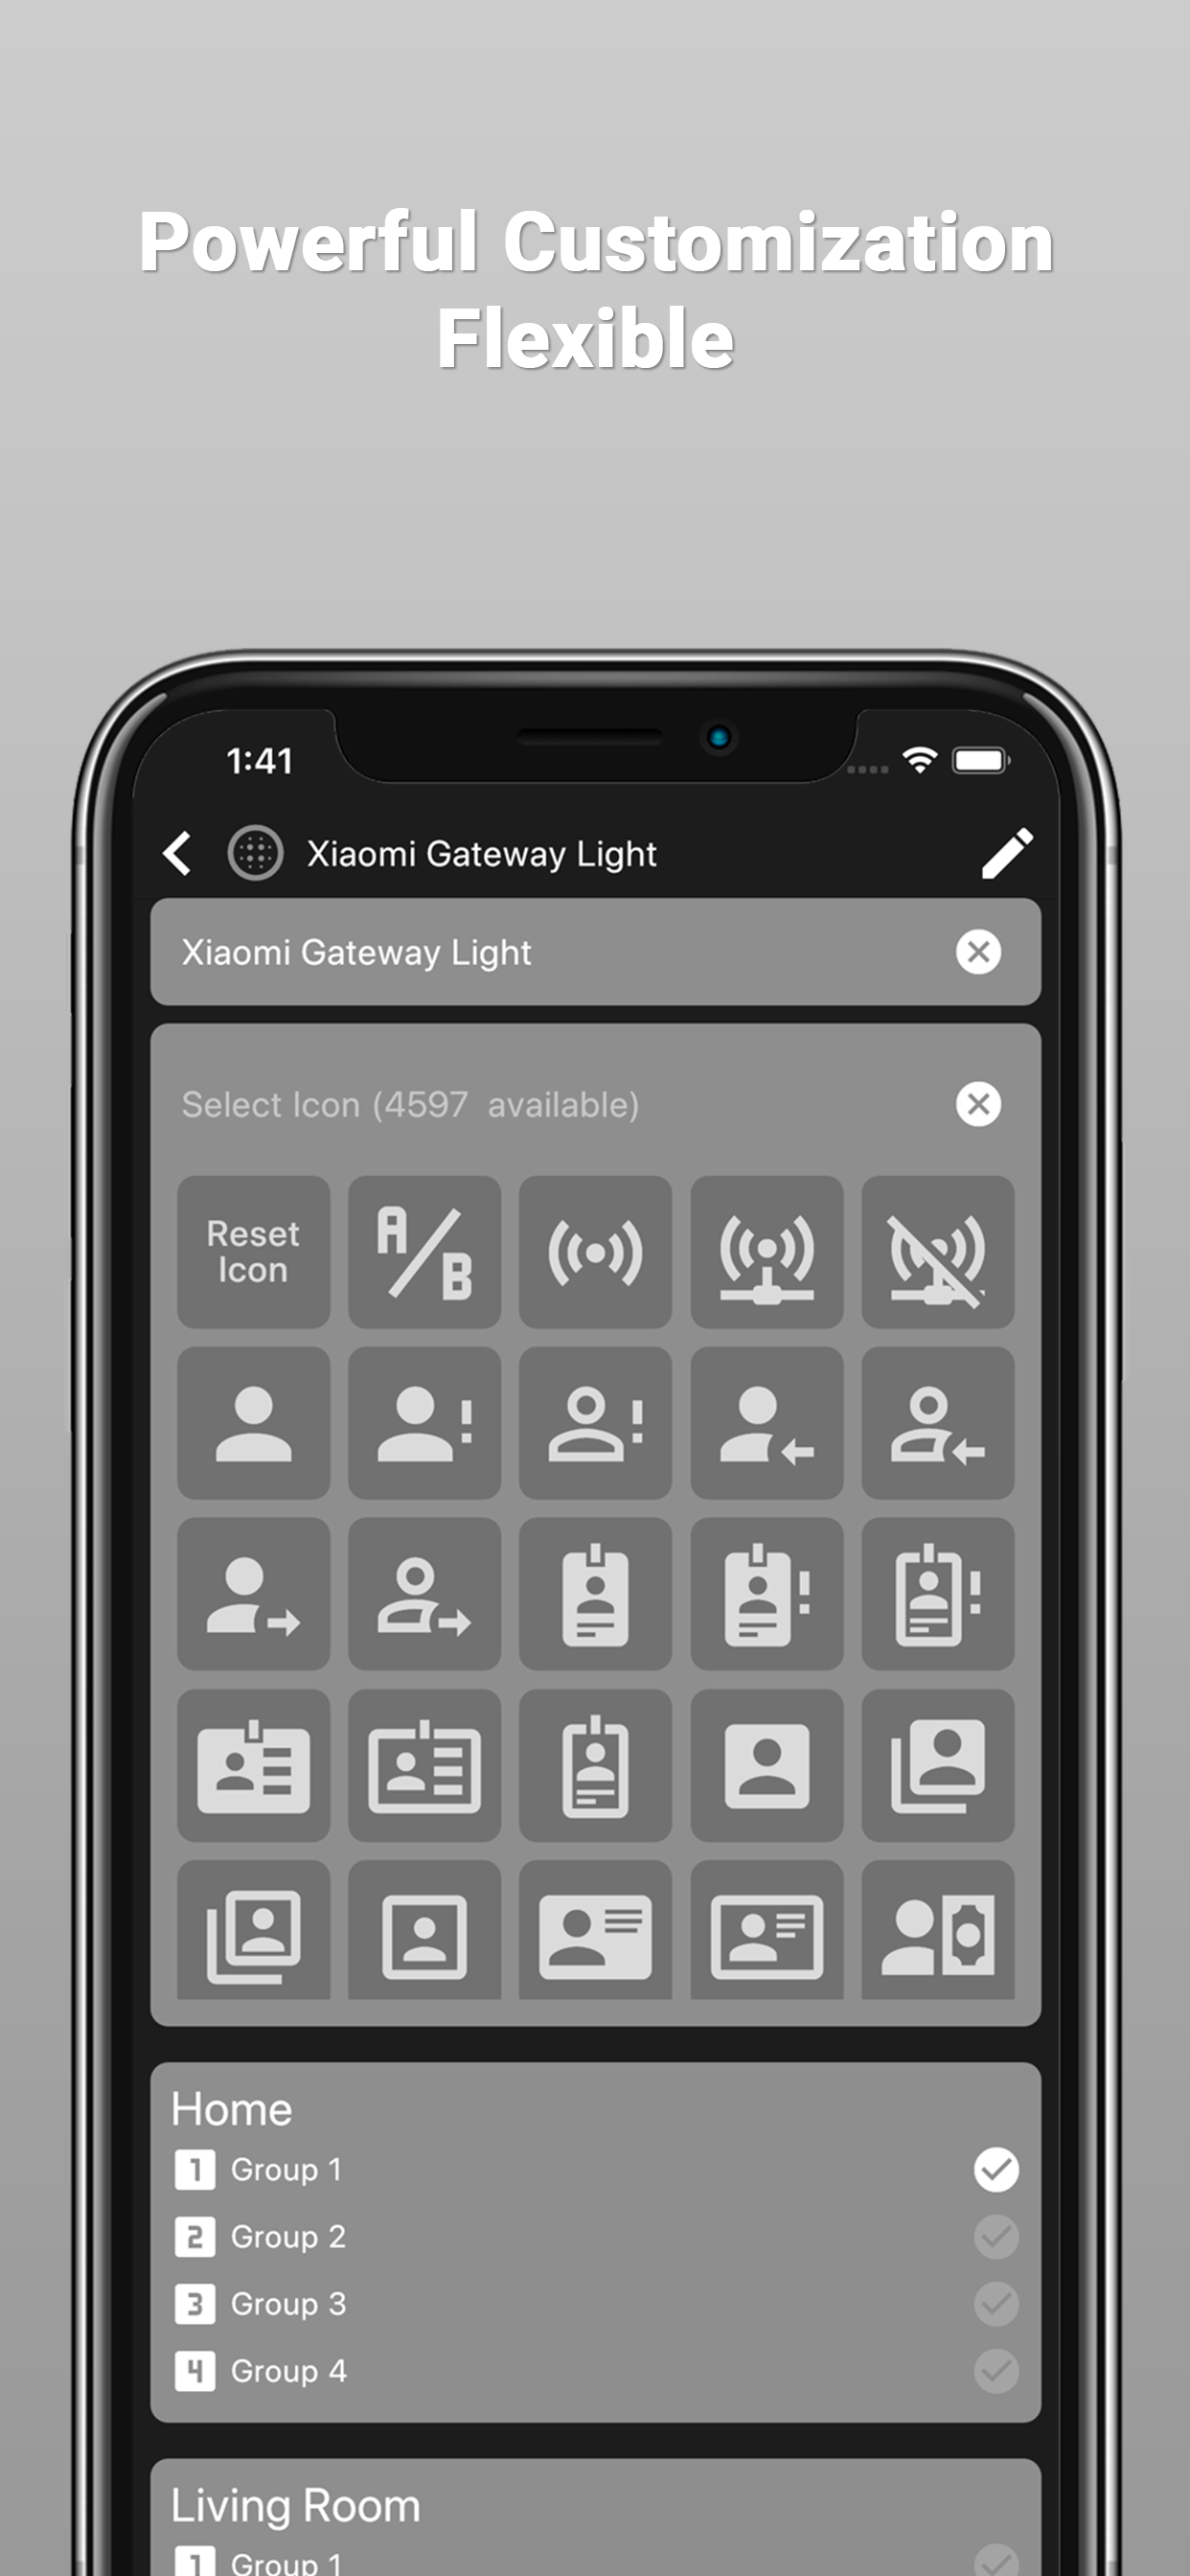 Powerful Customization
Flexible
1:41
Xiaomi Gateway Light
Xiaomi Gateway Light
Select Icon (4597  available)
Reset
Icon
A/B
Home
1 Group 1
2 Group 2
3 Group 3
4 Group 4
Living Room
1 Group 1